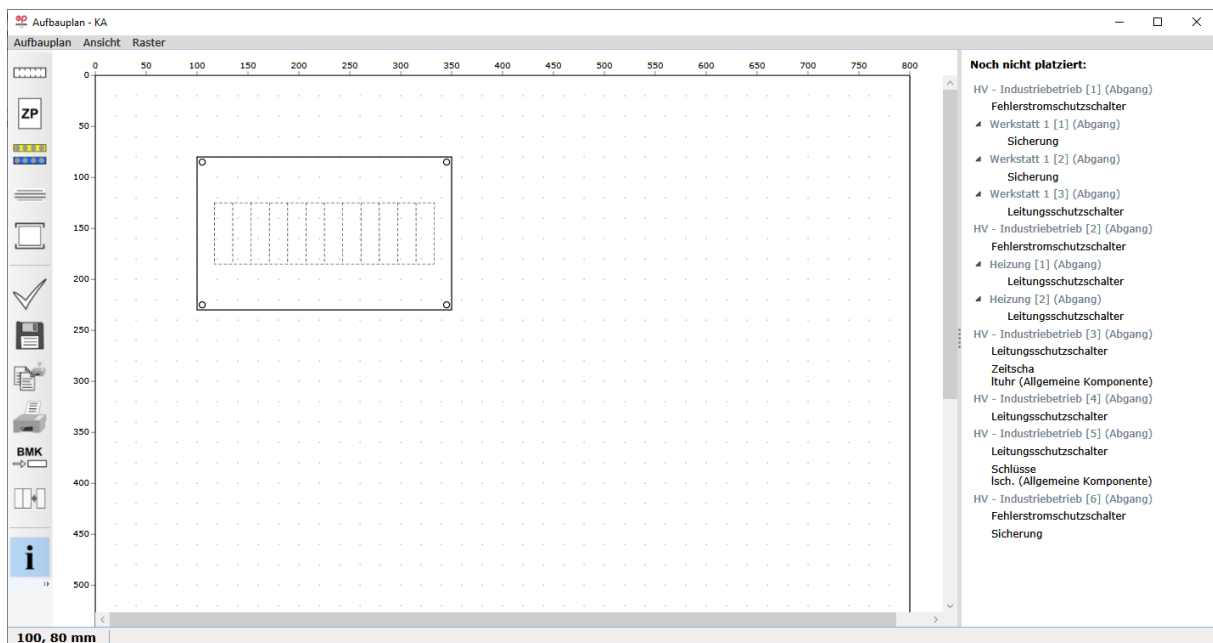 Aufbauplan - KA
Aufbauplan Ansicht Raster
0 50 100 150 200 250 300 350 400 450 500 550 600 650 700 750 800
0
50
100
150
200
250
300
350
400
450
500
ZP
BMK
i
Noch nicht platziert:
HV - Industriebetrieb [1] (Abgang)
Fehlerstromschutzschalter
Werkstatt 1 [1] (Abgang)
Sicherung
Werkstatt 1 [2] (Abgang)
Sicherung
Werkstatt 1 [3] (Abgang)
Leitungsschutzschalter
HV - Industriebetrieb [2] (Abgang)
Fehlerstromschutzschalter
Heizung [1] (Abgang)
Leitungsschutzschalter
Heizung [2] (Abgang)
Leitungsschutzschalter
HV - Industriebetrieb [3] (Abgang)
Leitungsschutzschalter
Zeitscha
ltuhr (Allgemeine Komponente)
HV - Industriebetrieb [4] (Abgang)
Leitungsschutzschalter
HV - Industriebetrieb [5] (Abgang)
Leitungsschutzschalter
Schlüsse
lsch. (Allgemeine Komponente)
HV - Industriebetrieb [6] (Abgang)
Fehlerstromschutzschalter
Sicherung
100, 80 mm